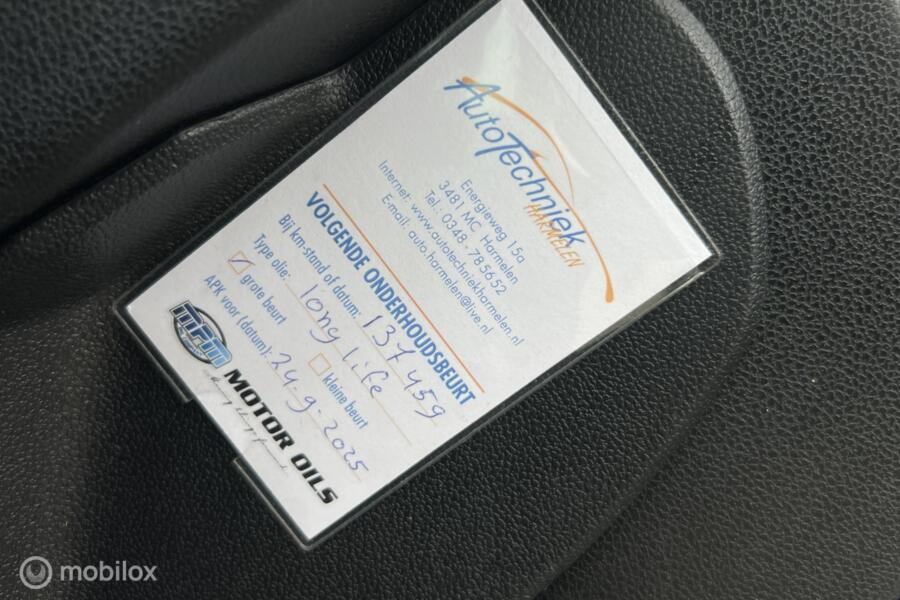 AutoTechniek
HARMELEN
Energieweg 15a
3481 MC Harmelen
Tel.: 0348 - 785652
Internet: www.autotechniekharmelen.nl
E-mail: auto.harmelen@live.nl
VOLGENDE ONDERHOUDSBEURT
Bij km-stand of datum: 137459
Type olie: long life
grote beurt kleine beurt
APK voor (datum): 24.9.2025
MPM MOTOR OILS
mobilox